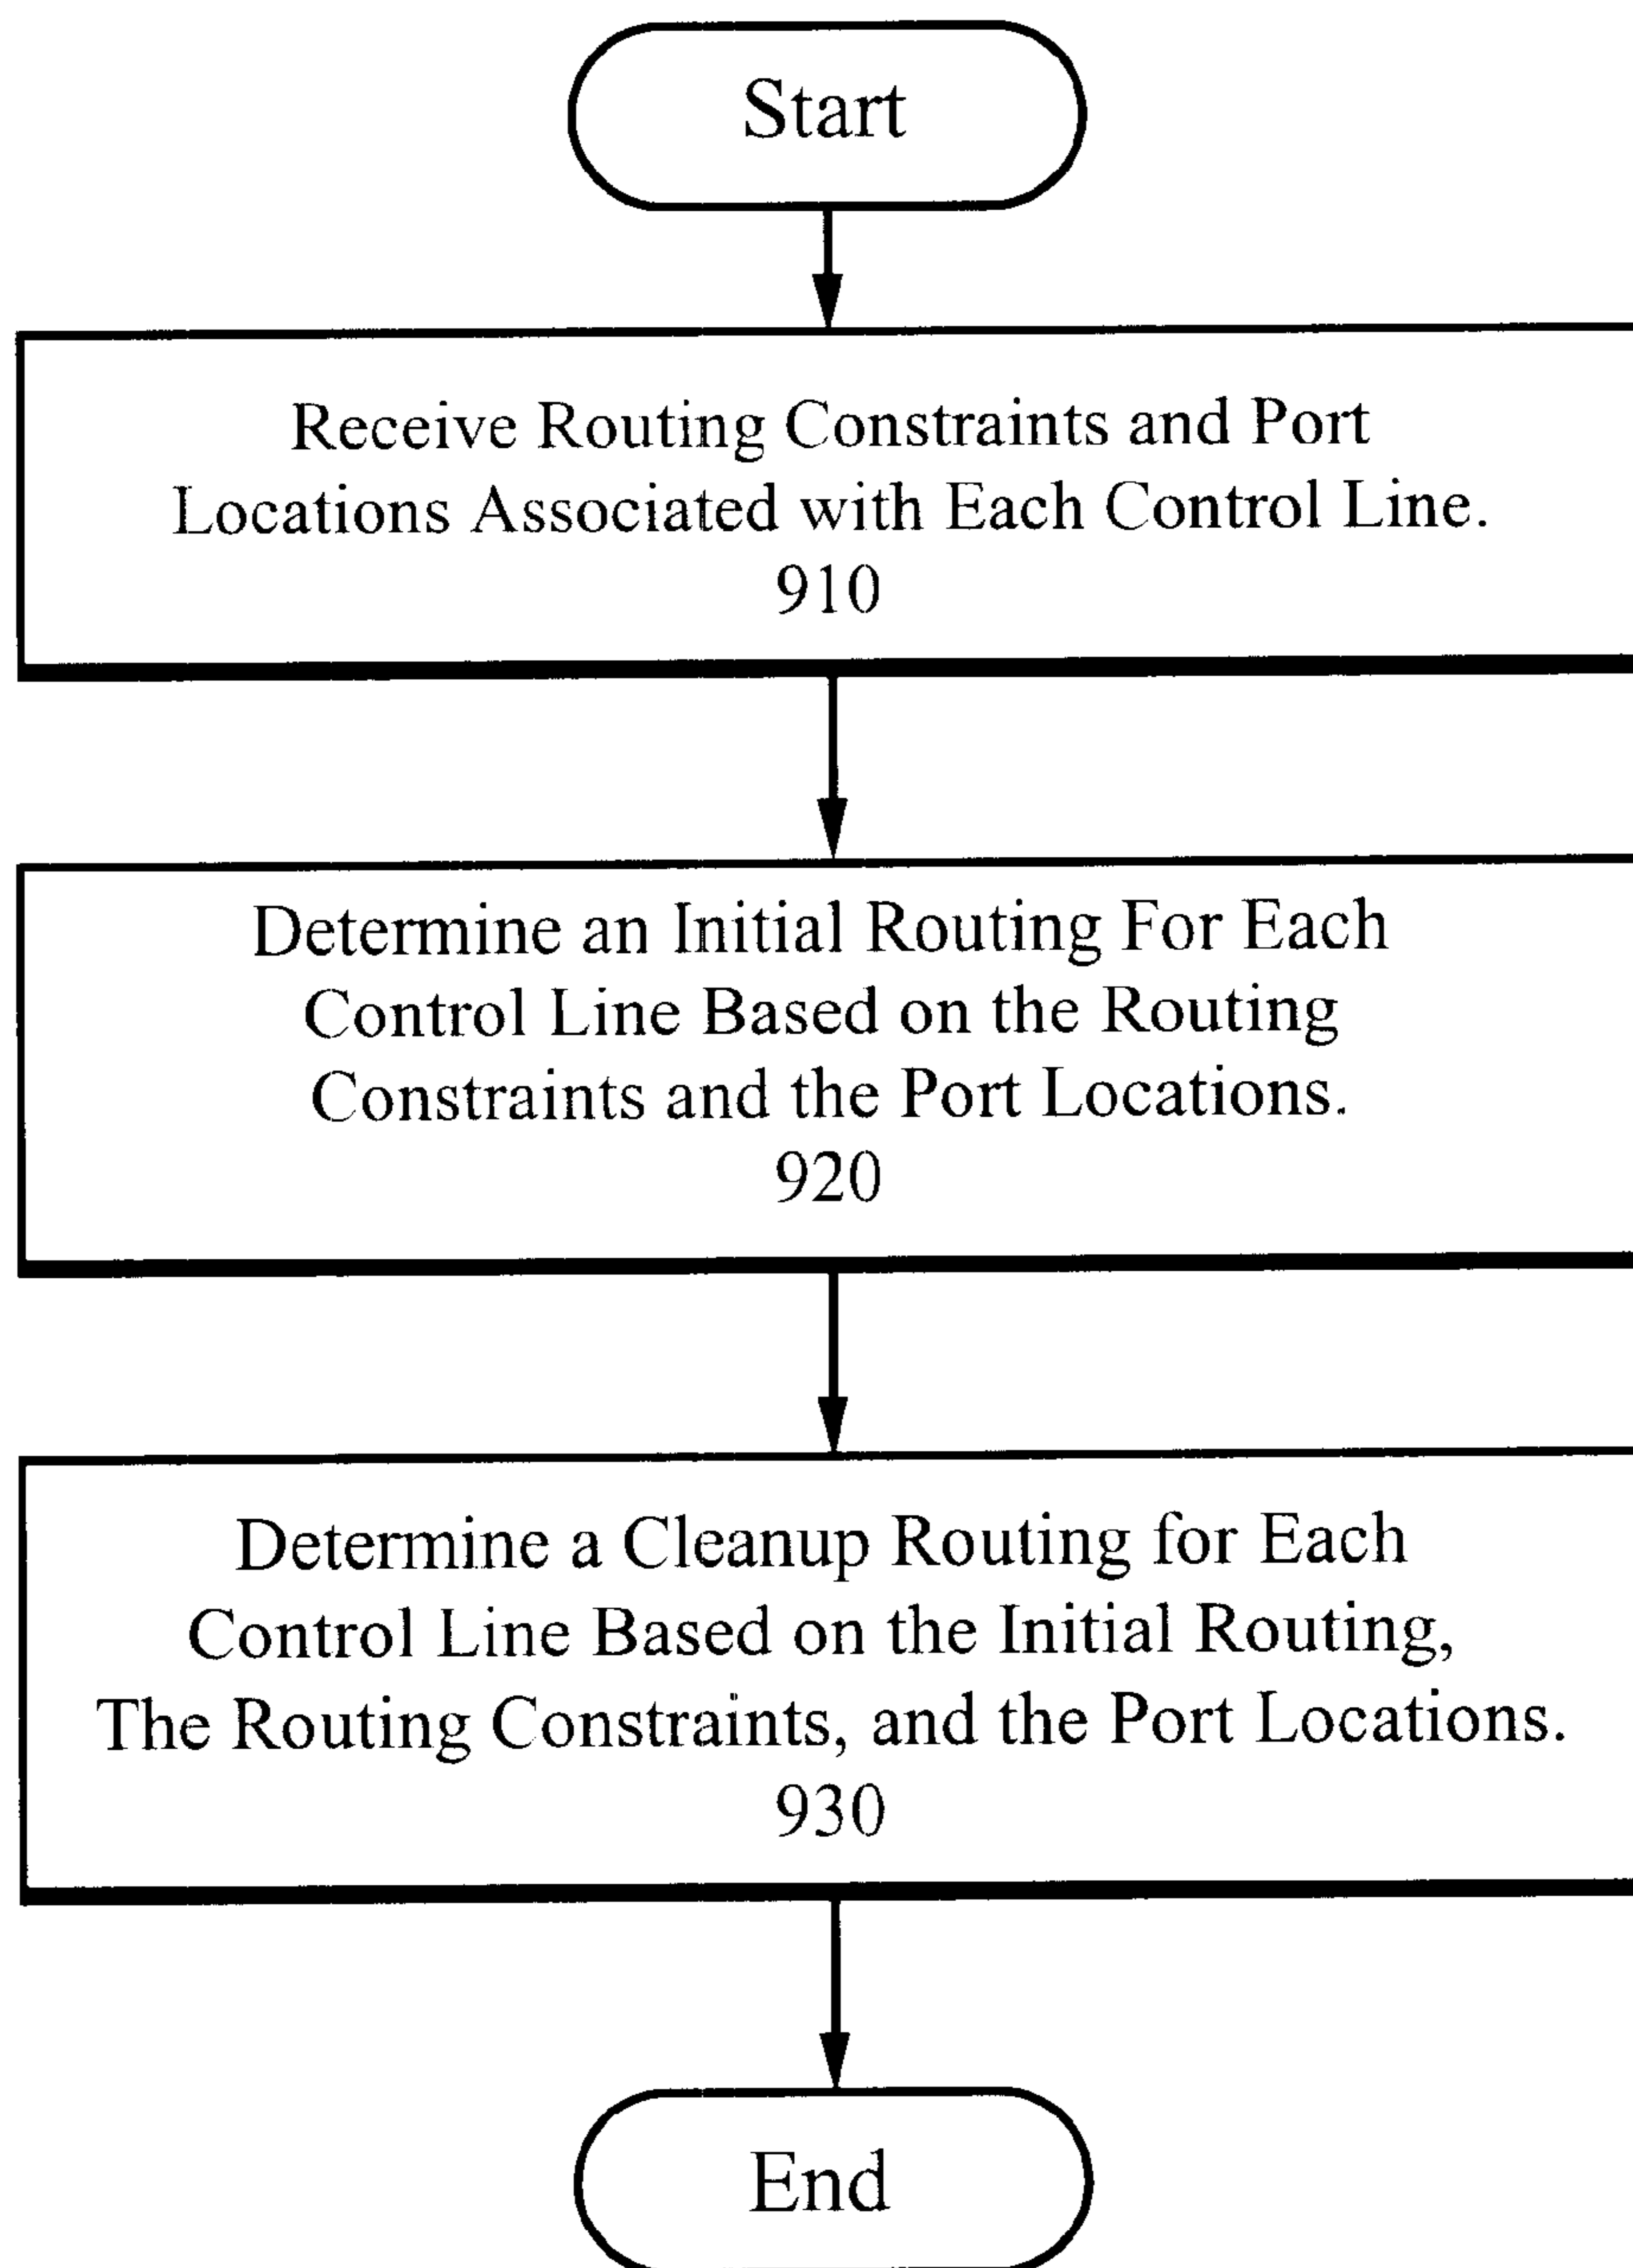 Start
Receive Routing Constraints and Port
Locations Associated with Each Control Line.
910
Determine an Initial Routing For Each
Control Line Based on the Routing
Constraints and the Port Locations.
920
Determine a Cleanup Routing for Each
Control Line Based on the Initial Routing,
The Routing Constraints, and the Port Locations.
930
End